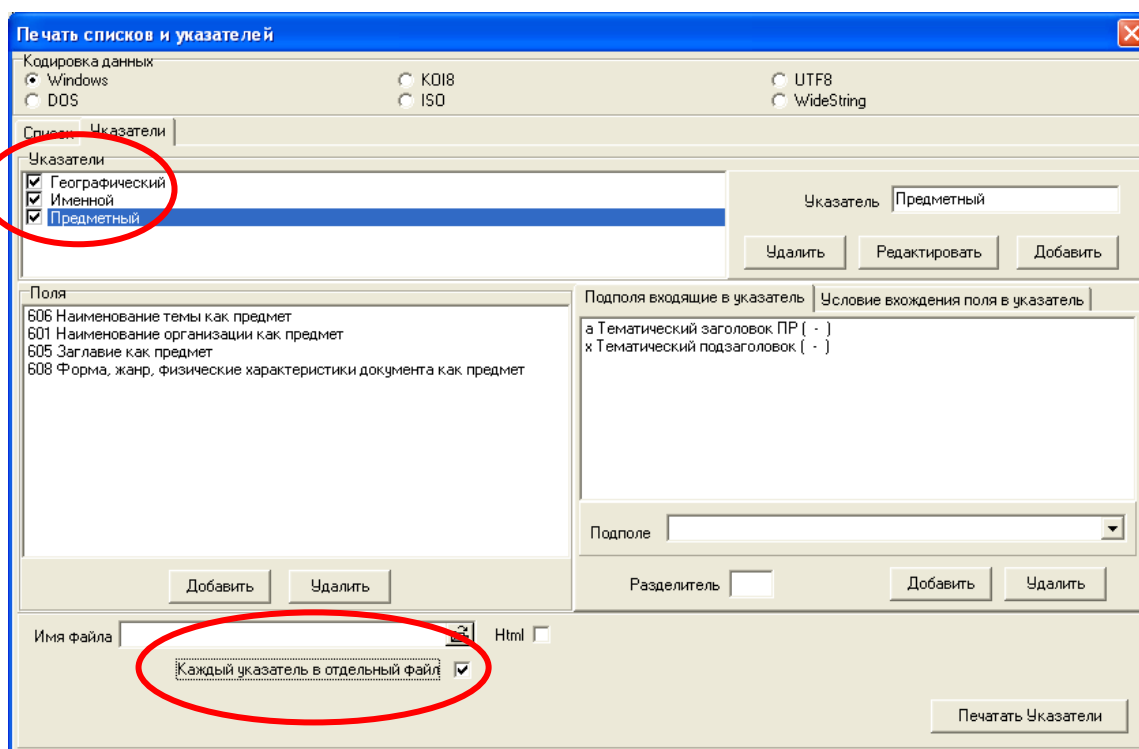 Печать списков и указателей
Кодировка данных
Windows KOI8 UTF8
DOS ISO WideString
Список Указатели
Указатели
Географический
Именной
Предметный
Указатель Предметный
Удалить Редактировать Добавить
Поля
606 Наименование темы как предмет
601 Наименование организации как предмет
605 Заглавие как предмет
608 Форма, жанр, физические характеристики документа как предмет
Добавить Удалить
Подполя входящие в указатель Условие вхождения поля в указатель
a Тематический заголовок ПР ( - )
x Тематический подзаголовок ( - )
Подполе
Разделитель Добавить Удалить
Имя файла Html
Каждый указатель в отдельный файл
Печатать Указатели